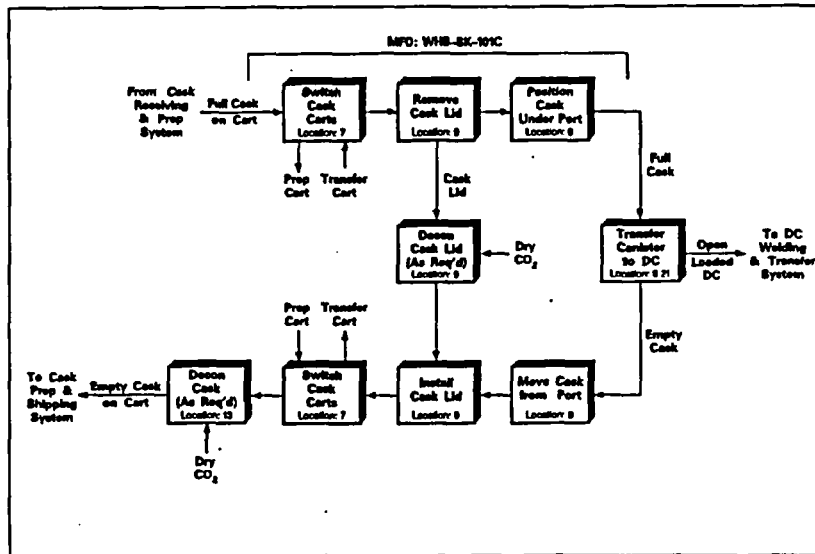 MFD: WHB-SK-101C
From Cask
Receiving
& Prep
System
Full Cask
on Cart
Switch
Cask
Carts
Location: 7
Remove
Cask Lid
Location: 9
Position
Cask
Under Port
Location: 8
Prep
Cart
Transfer
Cart
Cask
Lid
Full
Cask
Decon
Cask Lid
(As Req'd)
Location: 9
Dry
CO2
Transfer
Canister
to DC
Location: 8 21
Open
Loaded
DC
To DC
Welding
& Transfer
System
Prep
Cart
Transfer
Cart
Empty
Cask
To Cask
Prep &
Shipping
System
Empty Cask
on Cart
Decon
Cask
(As Req'd)
Location: 13
Switch
Cask
Carts
Location: 7
Install
Cask Lid
Location: 9
Move Cask
from Port
Location: 8
Dry
CO2